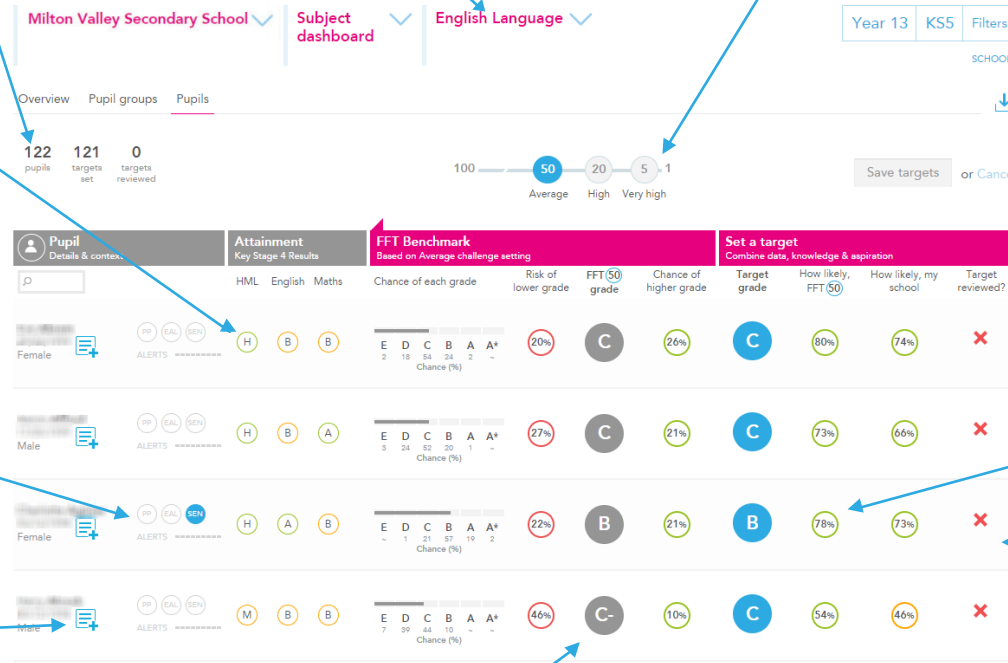 Milton Valley Secondary School
Subject
dashboard
English Language
Year 13 KS5 Filters
SCHOOL
Overview Pupil groups Pupils
122 121 0
pupils targets set targets reviewed
100 50 20 5 1
Average High Very high
Save targets or Cance
Pupil Attainment FFT Benchmark Set a target
Details & context Key Stage 4 Results Based on Average challenge setting Combine data, knowledge & aspiration
HML English Maths Chance of each grade Risk of lower grade FFT 50 grade Chance of higher grade Target grade How likely, FFT 50 How likely, my school Target reviewed?
PP EAL SEN
H B B 20% C 26% C 80% 74%
Female ALERTS
E D C B A A*
2 18 54 24 2 ~
Chance (%)
PP EAL SEN
H B A 27% C 21% C 73% 66%
Male ALERTS
E D C B A A*
3 24 52 20 1 ~
Chance (%)
PP EAL SEN
H A B 22% B 21% B 78% 73%
Female ALERTS
E D C B A A*
~ 1 21 57 19 2
Chance (%)
PP EAL SEN
M B B 46% C- 10% C 54% 46%
Male ALERTS
E D C B A A*
7 39 44 10 ~ ~
Chance (%)